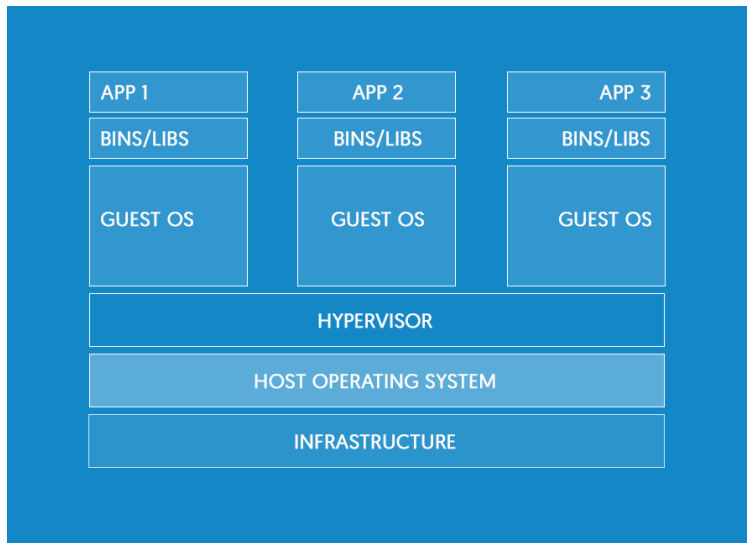 APP 1
APP 2
APP 3
BINS/LIBS
BINS/LIBS
BINS/LIBS
GUEST OS
GUEST OS
GUEST OS
HYPERVISOR
HOST OPERATING SYSTEM
INFRASTRUCTURE